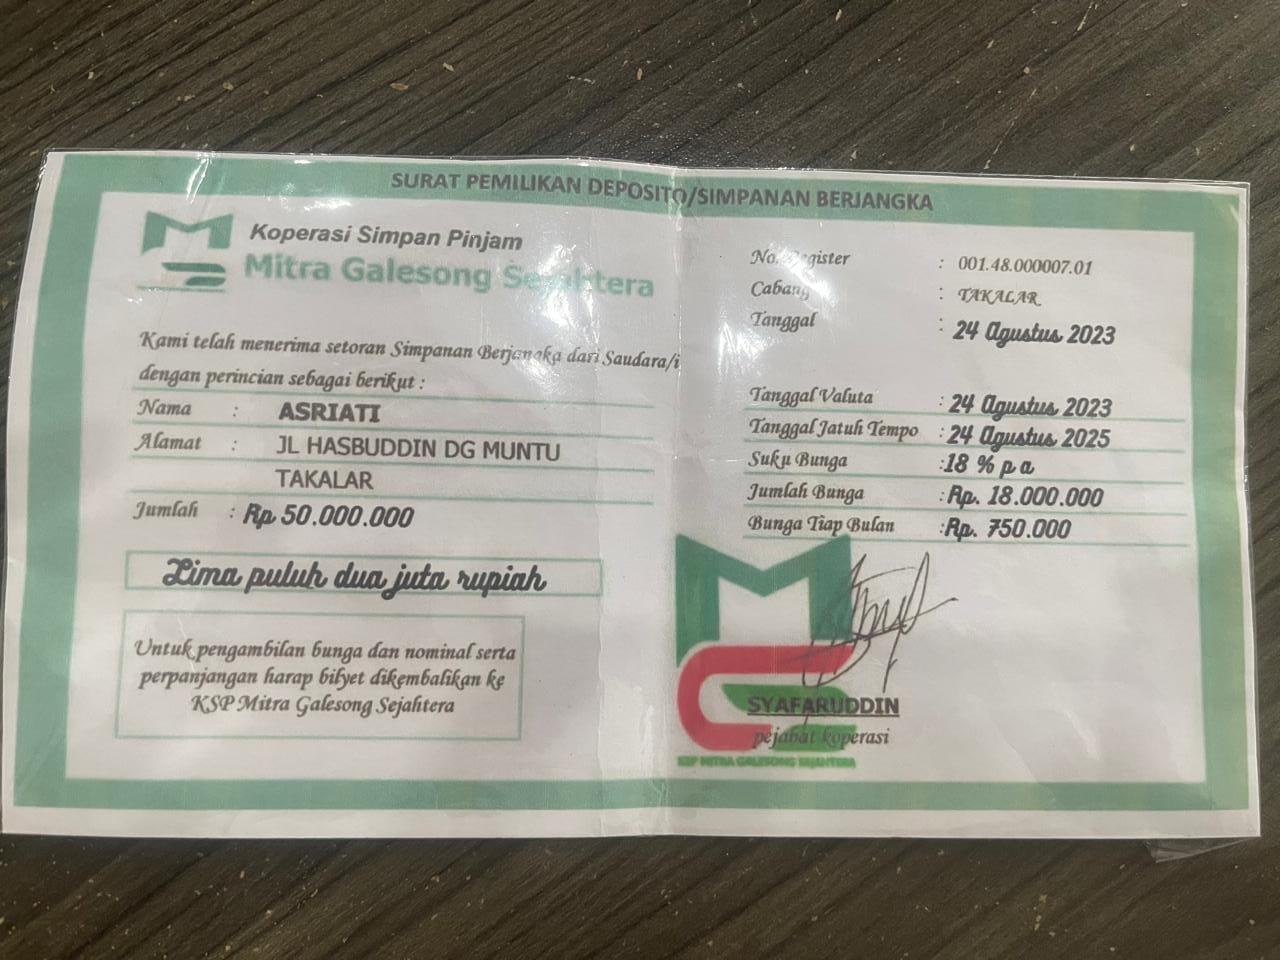 SURAT PEMILIKAN DEPOSITO/SIMPANAN BERJANGKA
Koperasi Simpan Pinjam
Mitra Galesong Sejahtera
Kami telah menerima setoran Simpanan Berjangka dari Saudara/i
dengan perincian sebagai berikut :
Nama : ASRIATI
Alamat : JL HASBUDDIN DG MUNTU
TAKALAR
Jumlah : Rp 50.000.000
Lima puluh dua juta rupiah
Untuk pengambilan bunga dan nominal serta
perpanjangan harap bilyet dikembalikan ke
KSP Mitra Galesong Sejahtera
No. Register : 001.48.000007.01
Cabang : TAKALAR
Tanggal : 24 Agustus 2023
Tanggal Valuta : 24 Agustus 2023
Tanggal Jatuh Tempo : 24 Agustus 2025
Suku Bunga :18 % p a
Jumlah Bunga :Rp. 18.000.000
Bunga Tiap Bulan :Rp. 750.000
SYAFARUDDIN
pejabat koperasi
KSP MITRA GALESONG SEJAHTERA